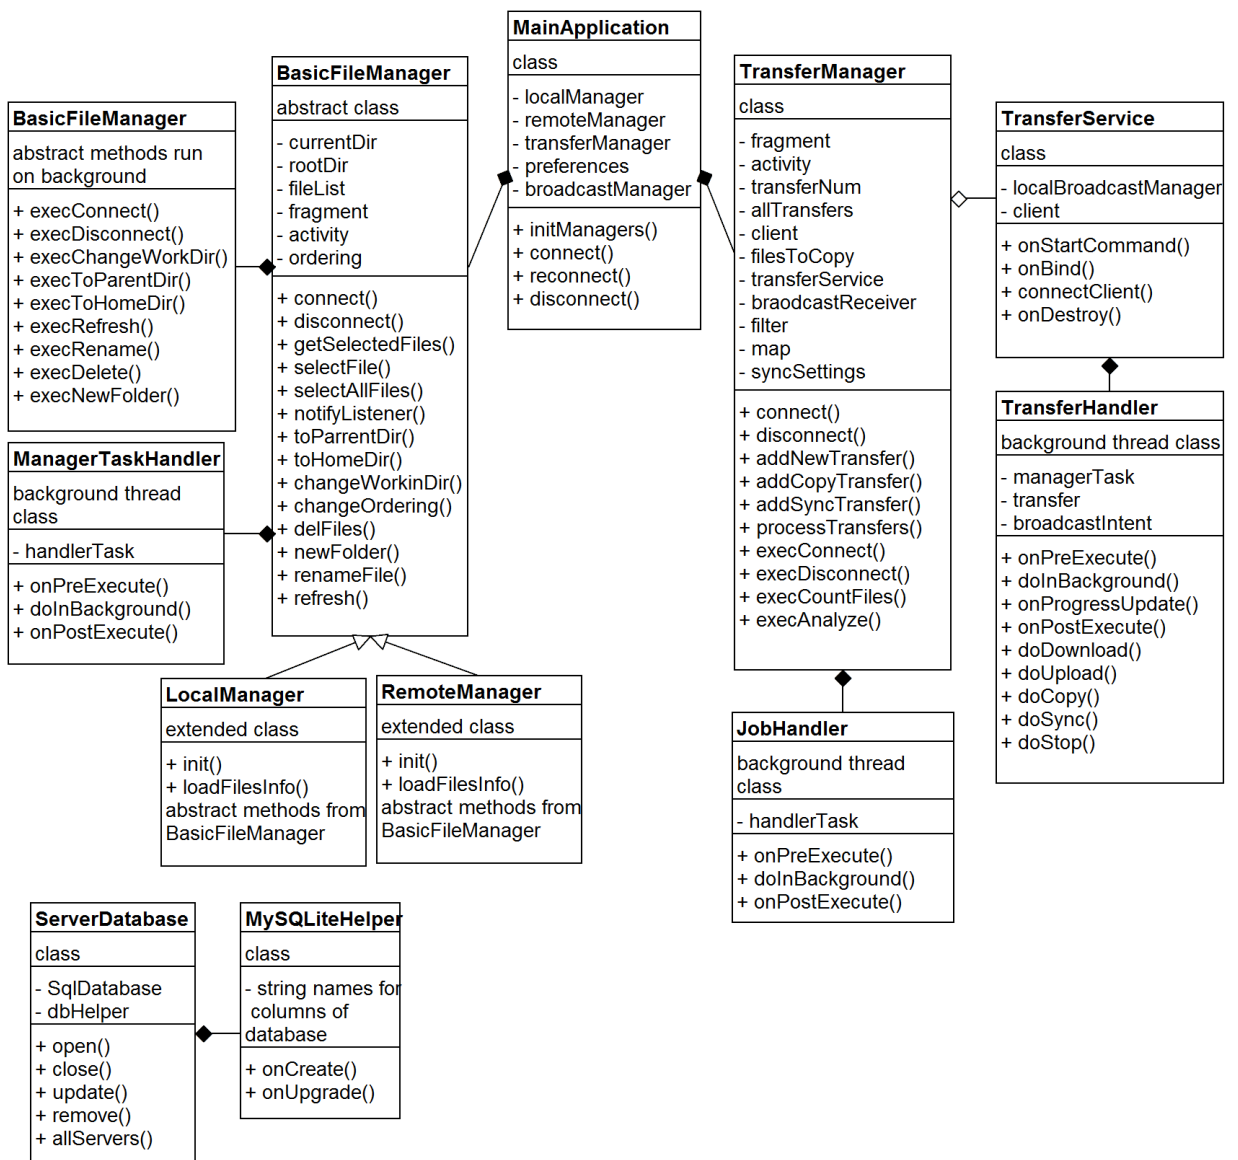 MainApplication
class
- localManager
- remoteManager
- transferManager
- preferences
- broadcastManager
+ initManagers()
+ connect()
+ reconnect()
+ disconnect()
BasicFileManager
abstract class
- currentDir
- rootDir
- fileList
- fragment
- activity
- ordering
+ connect()
+ disconnect()
+ getSelectedFiles()
+ selectFile()
+ selectAllFiles()
+ notifyListener()
+ toParrentDir()
+ toHomeDir()
+ changeWorkinDir()
+ changeOrdering()
+ delFiles()
+ newFolder()
+ renameFile()
+ refresh()
TransferManager
class
- fragment
- activity
- transferNum
- allTransfers
- client
- filesToCopy
- transferService
- braodcastReceiver
- filter
- map
- syncSettings
+ connect()
+ disconnect()
+ addNewTransfer()
+ addCopyTransfer()
+ addSyncTransfer()
+ processTransfers()
+ execConnect()
+ execDisconnect()
+ execCountFiles()
+ execAnalyze()
BasicFileManager
abstract methods run
on background
+ execConnect()
+ execDisconnect()
+ execChangeWorkDir()
+ execToParentDir()
+ execToHomeDir()
+ execRefresh()
+ execRename()
+ execDelete()
+ execNewFolder()
TransferService
class
- localBroadcastManager
- client
+ onStartCommand()
+ onBind()
+ connectClient()
+ onDestroy()
TransferHandler
background thread class
- managerTask
- transfer
- broadcastIntent
+ onPreExecute()
+ doInBackground()
+ onProgressUpdate()
+ onPostExecute()
+ doDownload()
+ doUpload()
+ doCopy()
+ doSync()
+ doStop()
ManagerTaskHandler
background thread
class
- handlerTask
+ onPreExecute()
+ doInBackground()
+ onPostExecute()
LocalManager
extended class
+ init()
+ loadFilesInfo()
abstract methods from
BasicFileManager
RemoteManager
extended class
+ init()
+ loadFilesInfo()
abstract methods from
BasicFileManager
JobHandler
background thread
class
- handlerTask
+ onPreExecute()
+ doInBackground()
+ onPostExecute()
ServerDatabase
class
- SqlDatabase
- dbHelper
+ open()
+ close()
+ update()
+ remove()
+ allServers()
MySQLiteHelper
class
- string names for
columns of
database
+ onCreate()
+ onUpgrade()